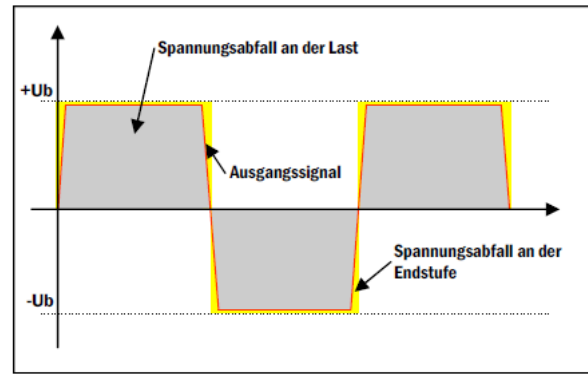 Spannungsabfall an der Last
+Ub
Ausgangssignal
Spannungsabfall an der
Endstufe
-Ub